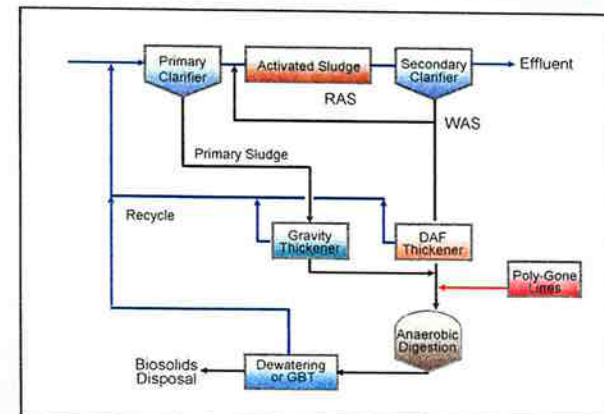 Primary
Clarifier
Activated Sludge
Secondary
Clarifier
Effluent
RAS
WAS
Primary Sludge
Recycle
Gravity
Thickener
DAF
Thickener
Poly-Gone
Lines
Anaerobic
Digestion
Biosolids
Disposal
Dewatering
or GBT